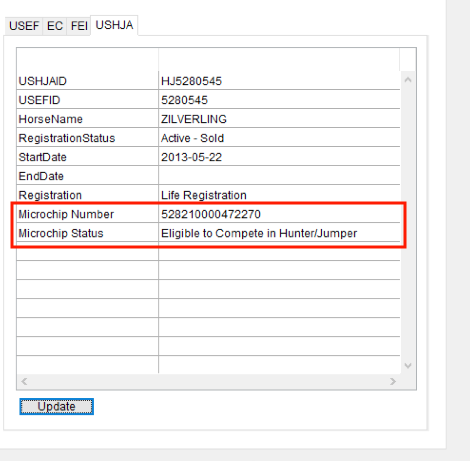 USEF EC FEI USHJA
USHJAID HJ5280545
USEFID 5280545
HorseName ZILVERLING
RegistrationStatus Active - Sold
StartDate 2013-05-22
EndDate
Registration Life Registration
Microchip Number 528210000472270
Microchip Status Eligible to Compete in Hunter/Jumper
Update